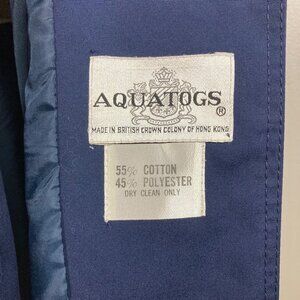 AQUATOGS®
MADE IN BRITISH CROWN COLONY OF HONG KONG
55% COTTON
45% POLYESTER
DRY CLEAN ONLY